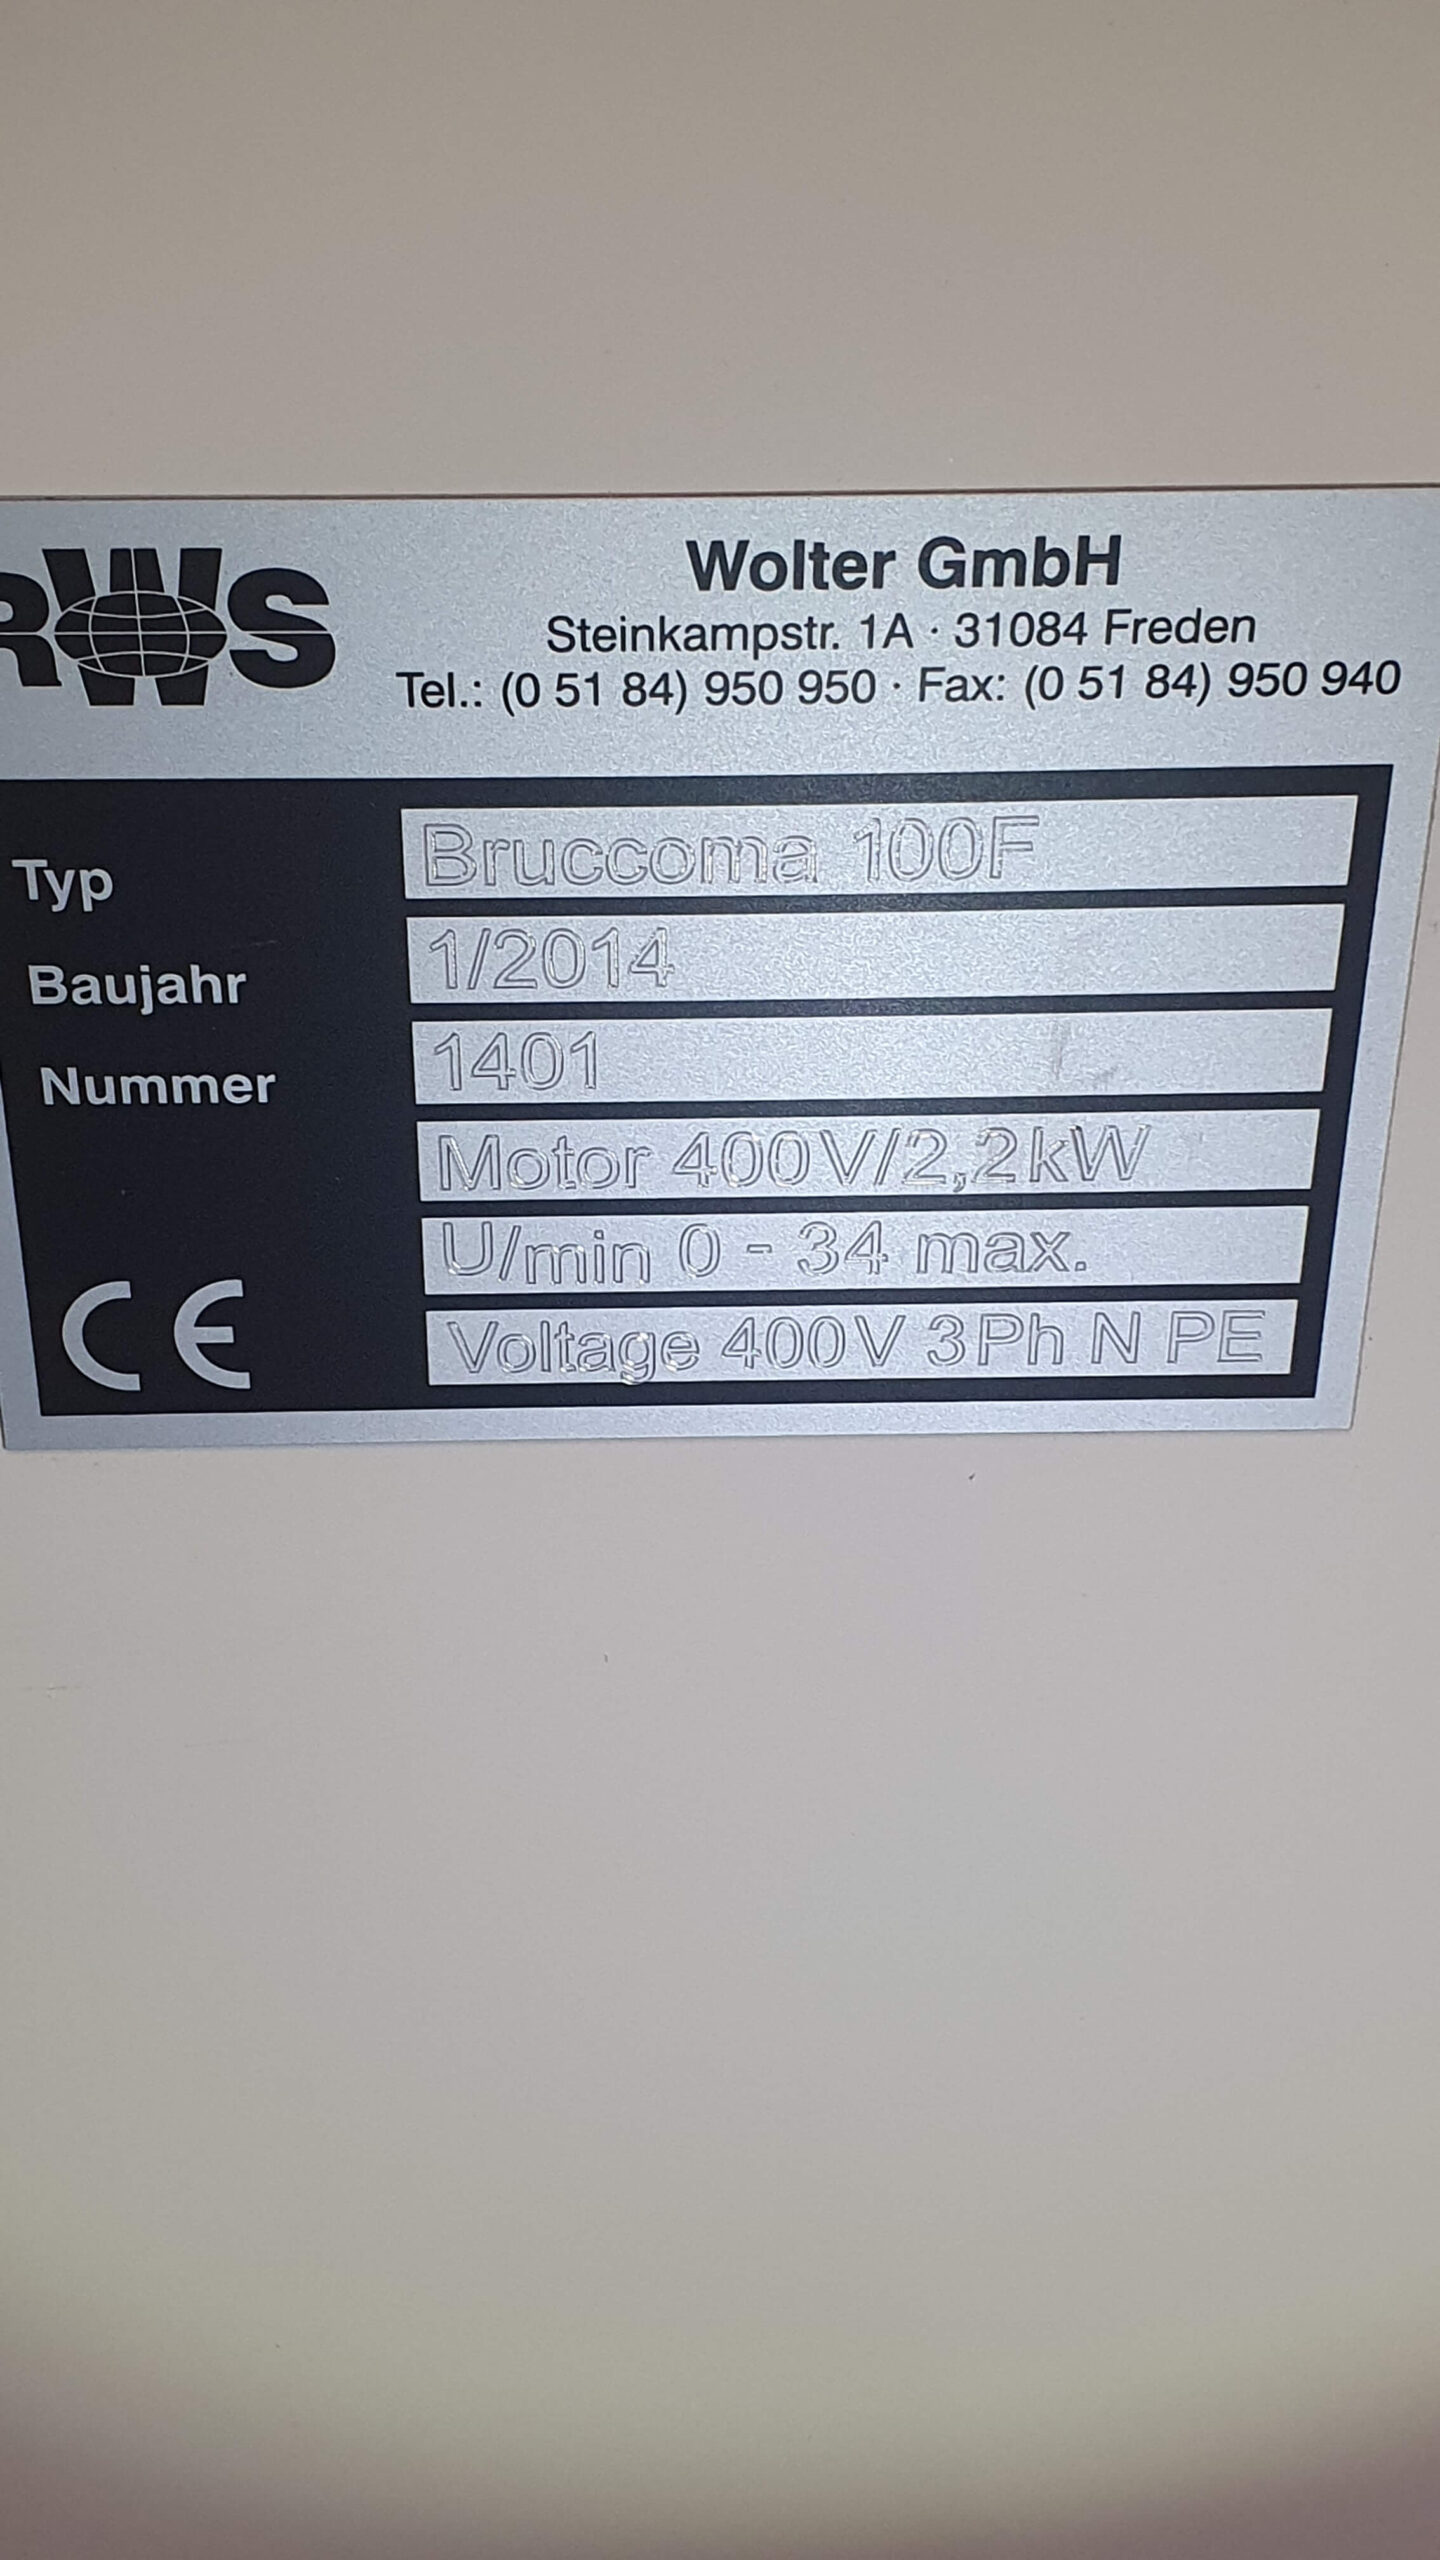 RWS
Wolter GmbH
Steinkampstr. 1A · 31084 Freden
Tel.: (0 51 84) 950 950 · Fax: (0 51 84) 950 940
Typ Bruccoma 100F
Baujahr 1/2014
Nummer 1401
Motor 400V/2,2kW
U/min 0 - 34 max.
CE Voltage 400V 3Ph N PE